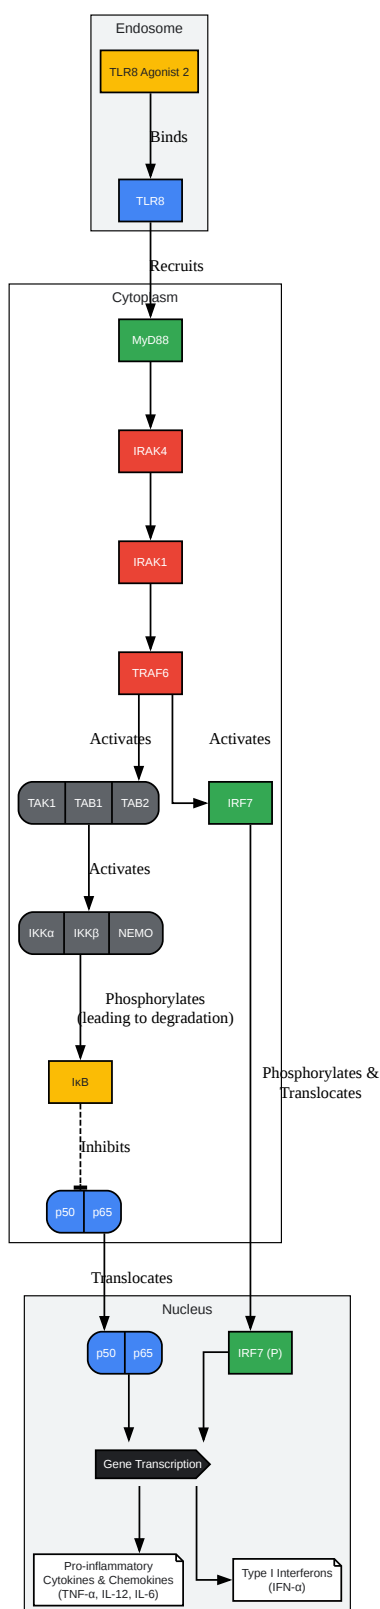 Endosome
TLR8 Agonist 2
Binds
TLR8
Recruits
Cytoplasm
MyD88
IRAK4
IRAK1
TRAF6
Activates
Activates
TAK1
TAB1
TAB2
IRF7
Activates
IKKα
IKKβ
NEMO
Phosphorylates
(leading to degradation)
IκB
Phosphorylates &
Translocates
Inhibits
p50
p65
Translocates
Nucleus
p50
p65
IRF7 (P)
Gene Transcription
Pro-inflammatory
Cytokines & Chemokines
(TNF-α, IL-12, IL-6)
Type I Interferons
(IFN-α)